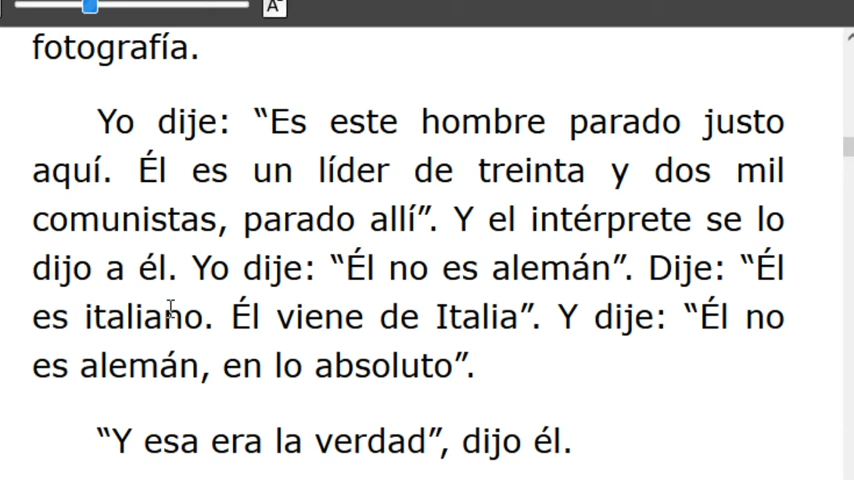 A
fotografía.
Yo dije: “Es este hombre parado justo
aquí. Él es un líder de treinta y dos mil
comunistas, parado allí”. Y el intérprete se lo
dijo a él. Yo dije: “Él no es alemán”. Dije: “Él
es italiano. Él viene de Italia”. Y dije: “Él no
es alemán, en lo absoluto”.
“Y esa era la verdad”, dijo él.